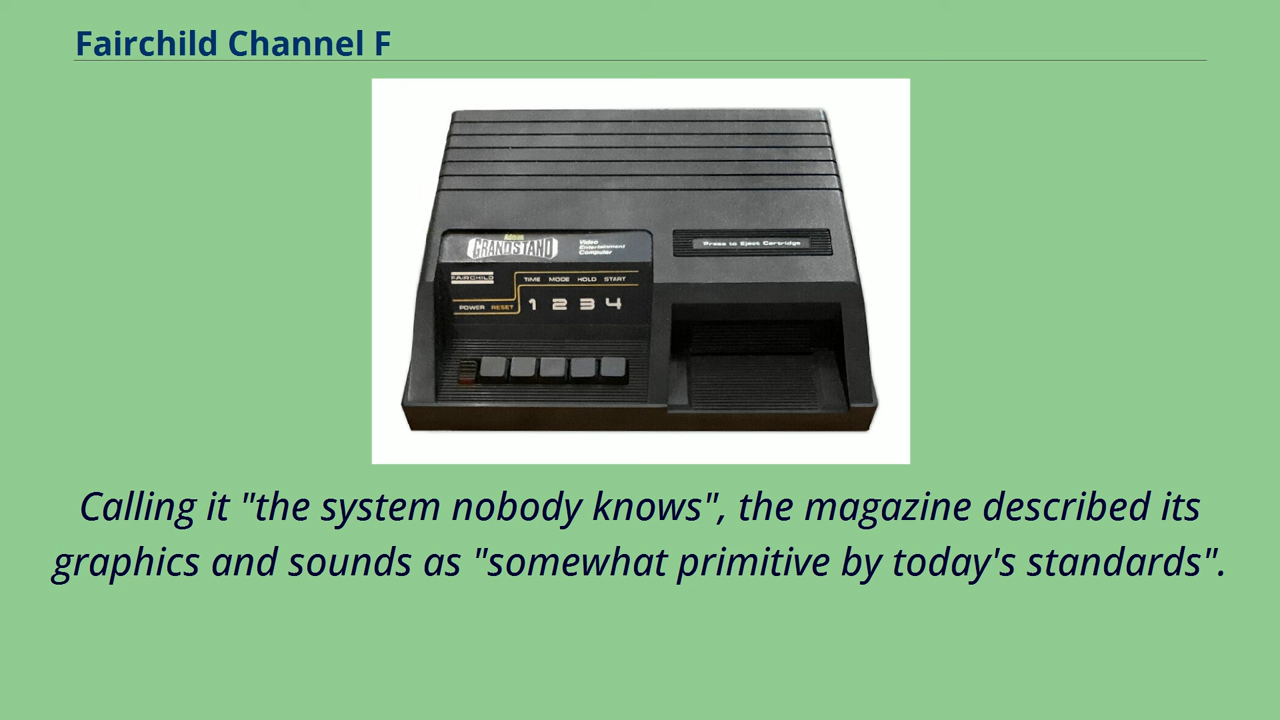 Fairchild Channel F
GRANDSTAND
Video
Entertainment
Computer
Press to Eject Cartridge
FAIRCHILD
TIME MODE HOLD START
POWER RESET
1 2 3 4
Calling it "the system nobody knows", the magazine described its
graphics and sounds as "somewhat primitive by today's standards".